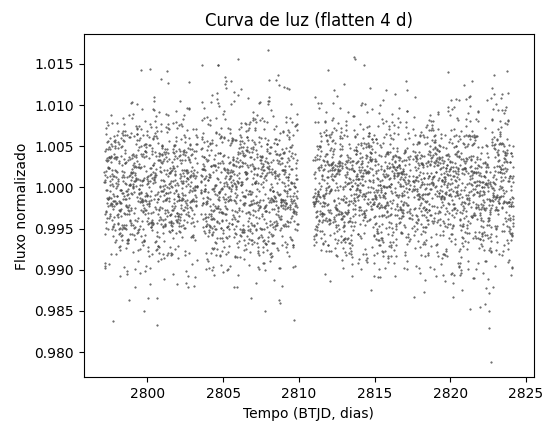 Curva de luz (flatten 4 d)
1.015
1.010
1.005
1.000
0.995
0.990
0.985
0.980
Fluxo normalizado
2800 2805 2810 2815 2820 2825
Tempo (BTJD, dias)